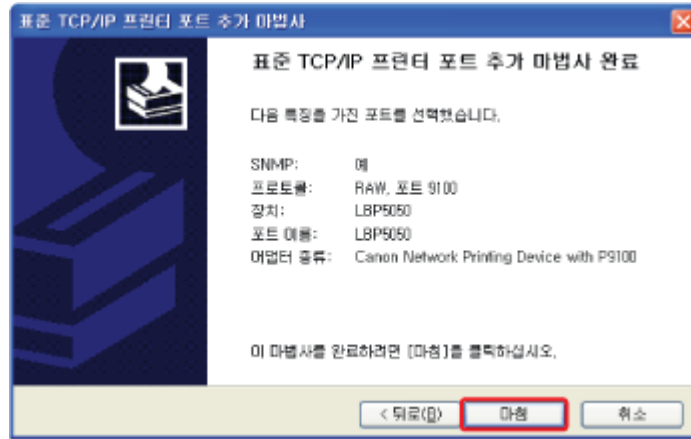 표준 TCP/IP 프린터 포트 추가 마법사
표준 TCP/IP 프린터 포트 추가 마법사 완료
다음 특징을 가진 포트를 선택했습니다.
SNMP: 예
프로토콜: RAW, 포트 9100
장치: LBP5050
포트 이름: LBP5050
어댑터 종류: Canon Network Printing Device with P9100
이 마법사를 완료하려면 [마침]을 클릭하십시오.
< 뒤로(B) 마침 취소